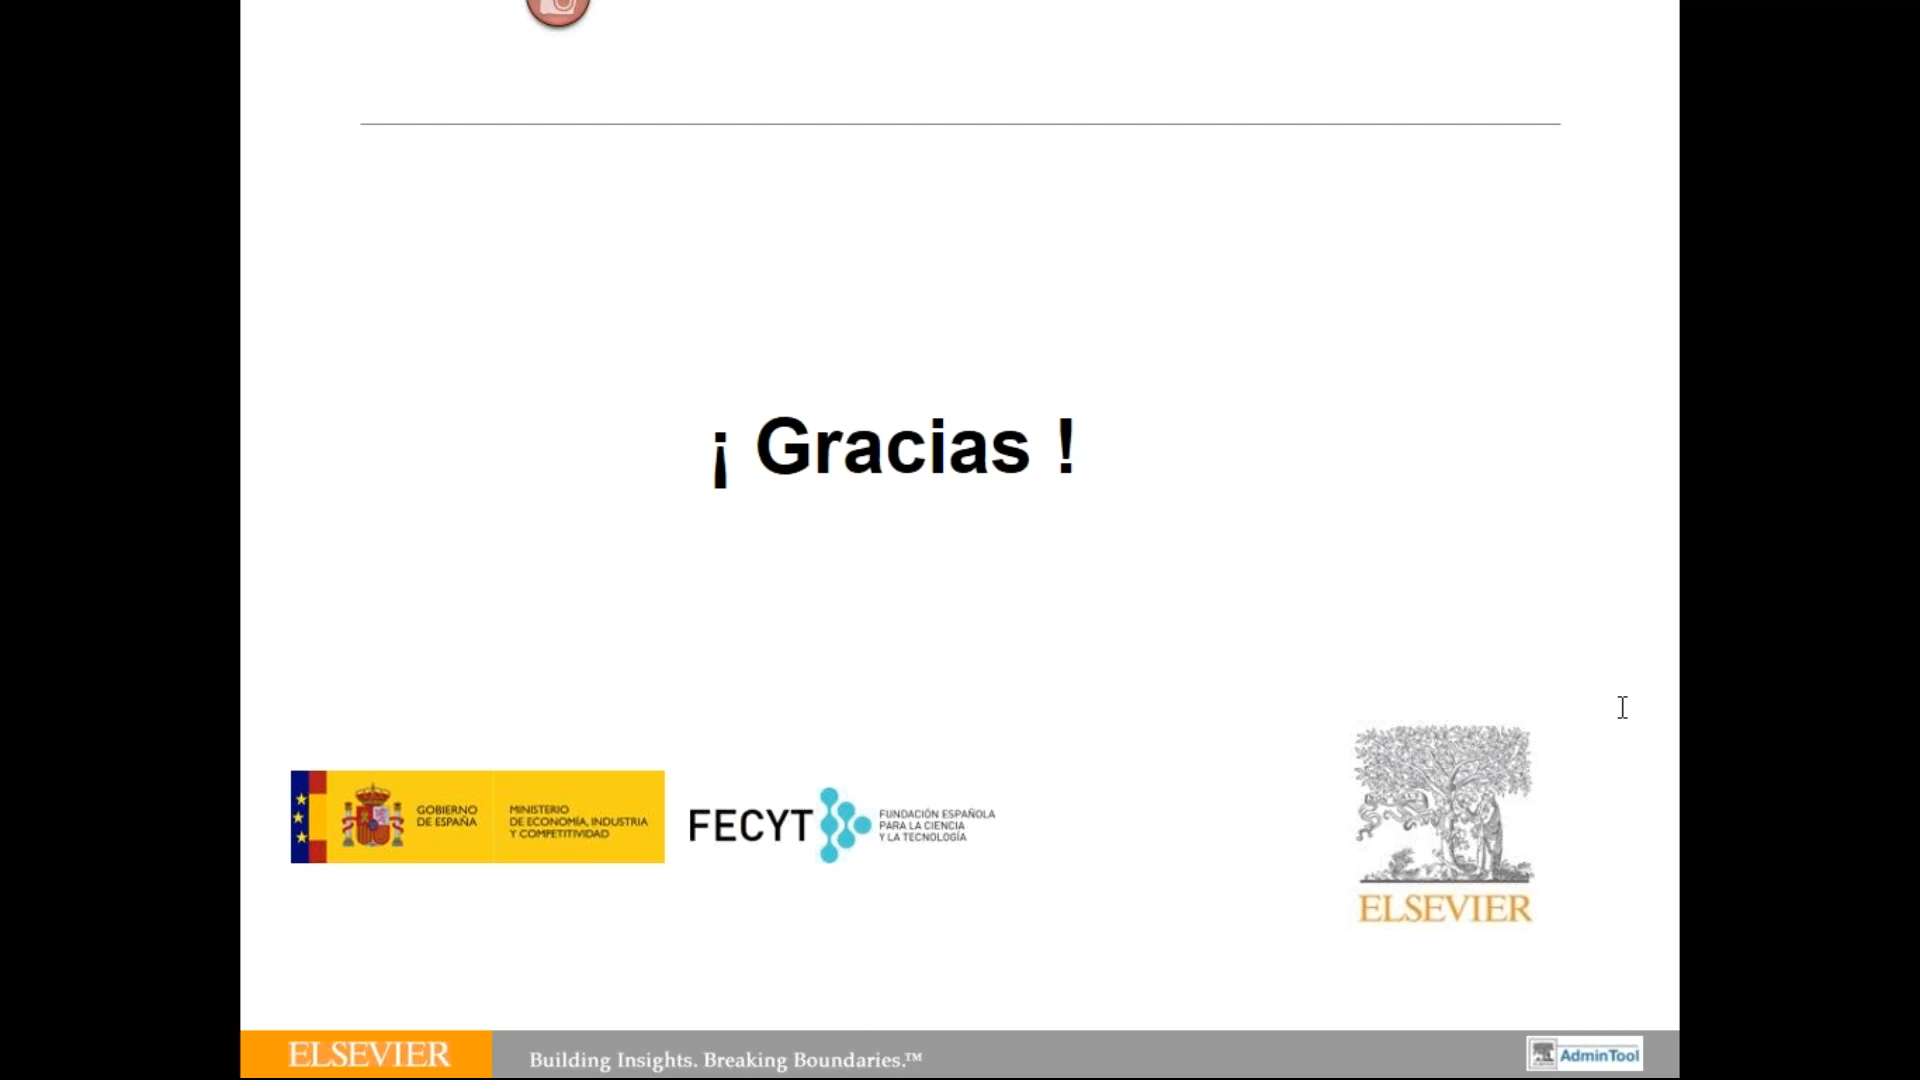 ¡ Gracias !
GOBIERNO
DE ESPAÑA
MINISTERIO
DE ECONOMÍA, INDUSTRIA
Y COMPETITIVIDAD
FECYT
FUNDACIÓN ESPAÑOLA
PARA LA CIENCIA
Y LA TECNOLOGÍA
ELSEVIER
ELSEVIER
Building Insights. Breaking Boundaries.™
AdminTool